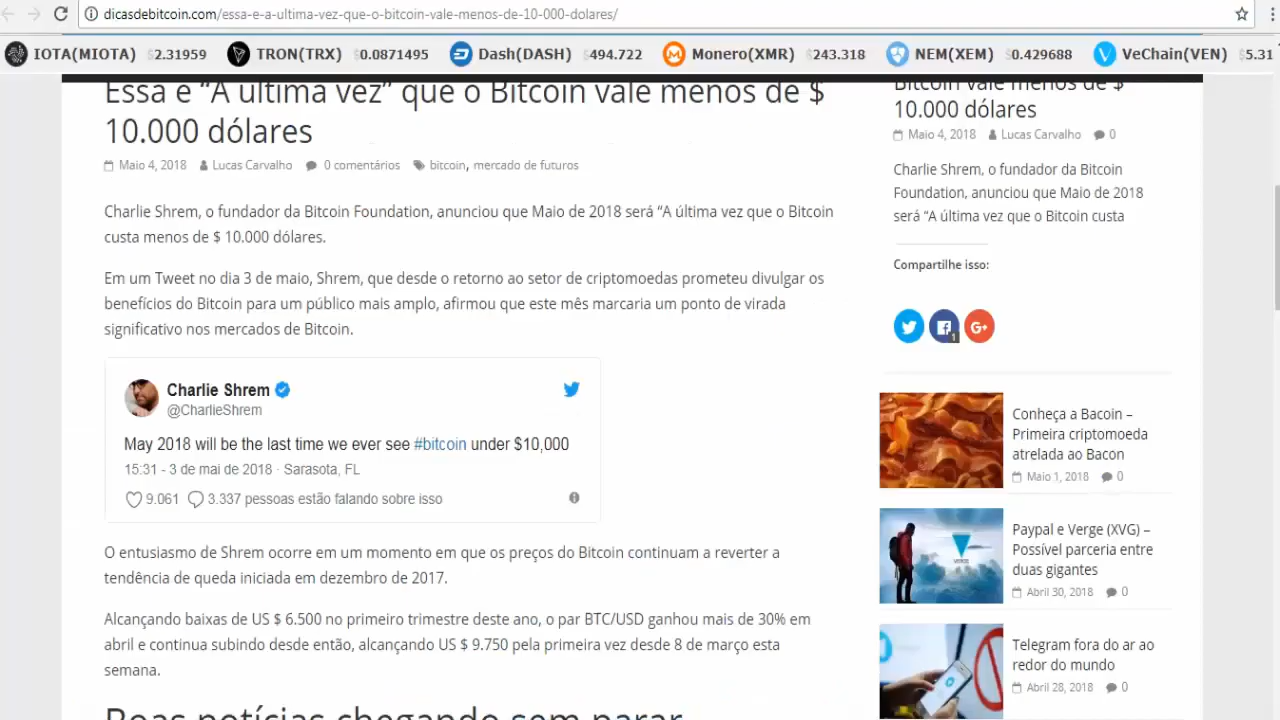 dicasdebitcoin.com/essa-e-a-ultima-vez-que-o-bitcoin-vale-menos-de-10-000-dolares/
IOTA(MIOTA) $2.31959 TRON(TRX) $0.0871495 Dash(DASH) $494.722 Monero(XMR) $243.318 NEM(XEM) $0.429688 VeChain(VEN) $5.31
Essa é “A última vez” que o Bitcoin vale menos de $
10.000 dólares
Maio 4, 2018 Lucas Carvalho 0 comentários bitcoin, mercado de futuros
Charlie Shrem, o fundador da Bitcoin Foundation, anunciou que Maio de 2018 será “A última vez que o Bitcoin
custa menos de $ 10.000 dólares.
Em um Tweet no dia 3 de maio, Shrem, que desde o retorno ao setor de criptomoedas prometeu divulgar os
benefícios do Bitcoin para um público mais amplo, afirmou que este mês marcaria um ponto de virada
significativo nos mercados de Bitcoin.
Charlie Shrem
@CharlieShrem
May 2018 will be the last time we ever see #bitcoin under $10,000
15:31 - 3 de mai de 2018 · Sarasota, FL
9.061 3.337 pessoas estão falando sobre isso
O entusiasmo de Shrem ocorre em um momento em que os preços do Bitcoin continuam a reverter a
tendência de queda iniciada em dezembro de 2017.
Alcançando baixas de US $ 6.500 no primeiro trimestre deste ano, o par BTC/USD ganhou mais de 30% em
abril e continua subindo desde então, alcançando US $ 9.750 pela primeira vez desde 8 de março esta
semana.
Boas notícias chegando sem parar
Bitcoin vale menos de $
10.000 dólares
Maio 4, 2018 Lucas Carvalho 0
Charlie Shrem, o fundador da Bitcoin
Foundation, anunciou que Maio de 2018
será “A última vez que o Bitcoin custa
Compartilhe isso:
G+
1
Conheça a Bacoin –
Primeira criptomoeda
atrelada ao Bacon
Maio 1, 2018 0
VERGE
Paypal e Verge (XVG) –
Possível parceria entre
duas gigantes
Abril 30, 2018 0
Telegram fora do ar ao
redor do mundo
Abril 28, 2018 0